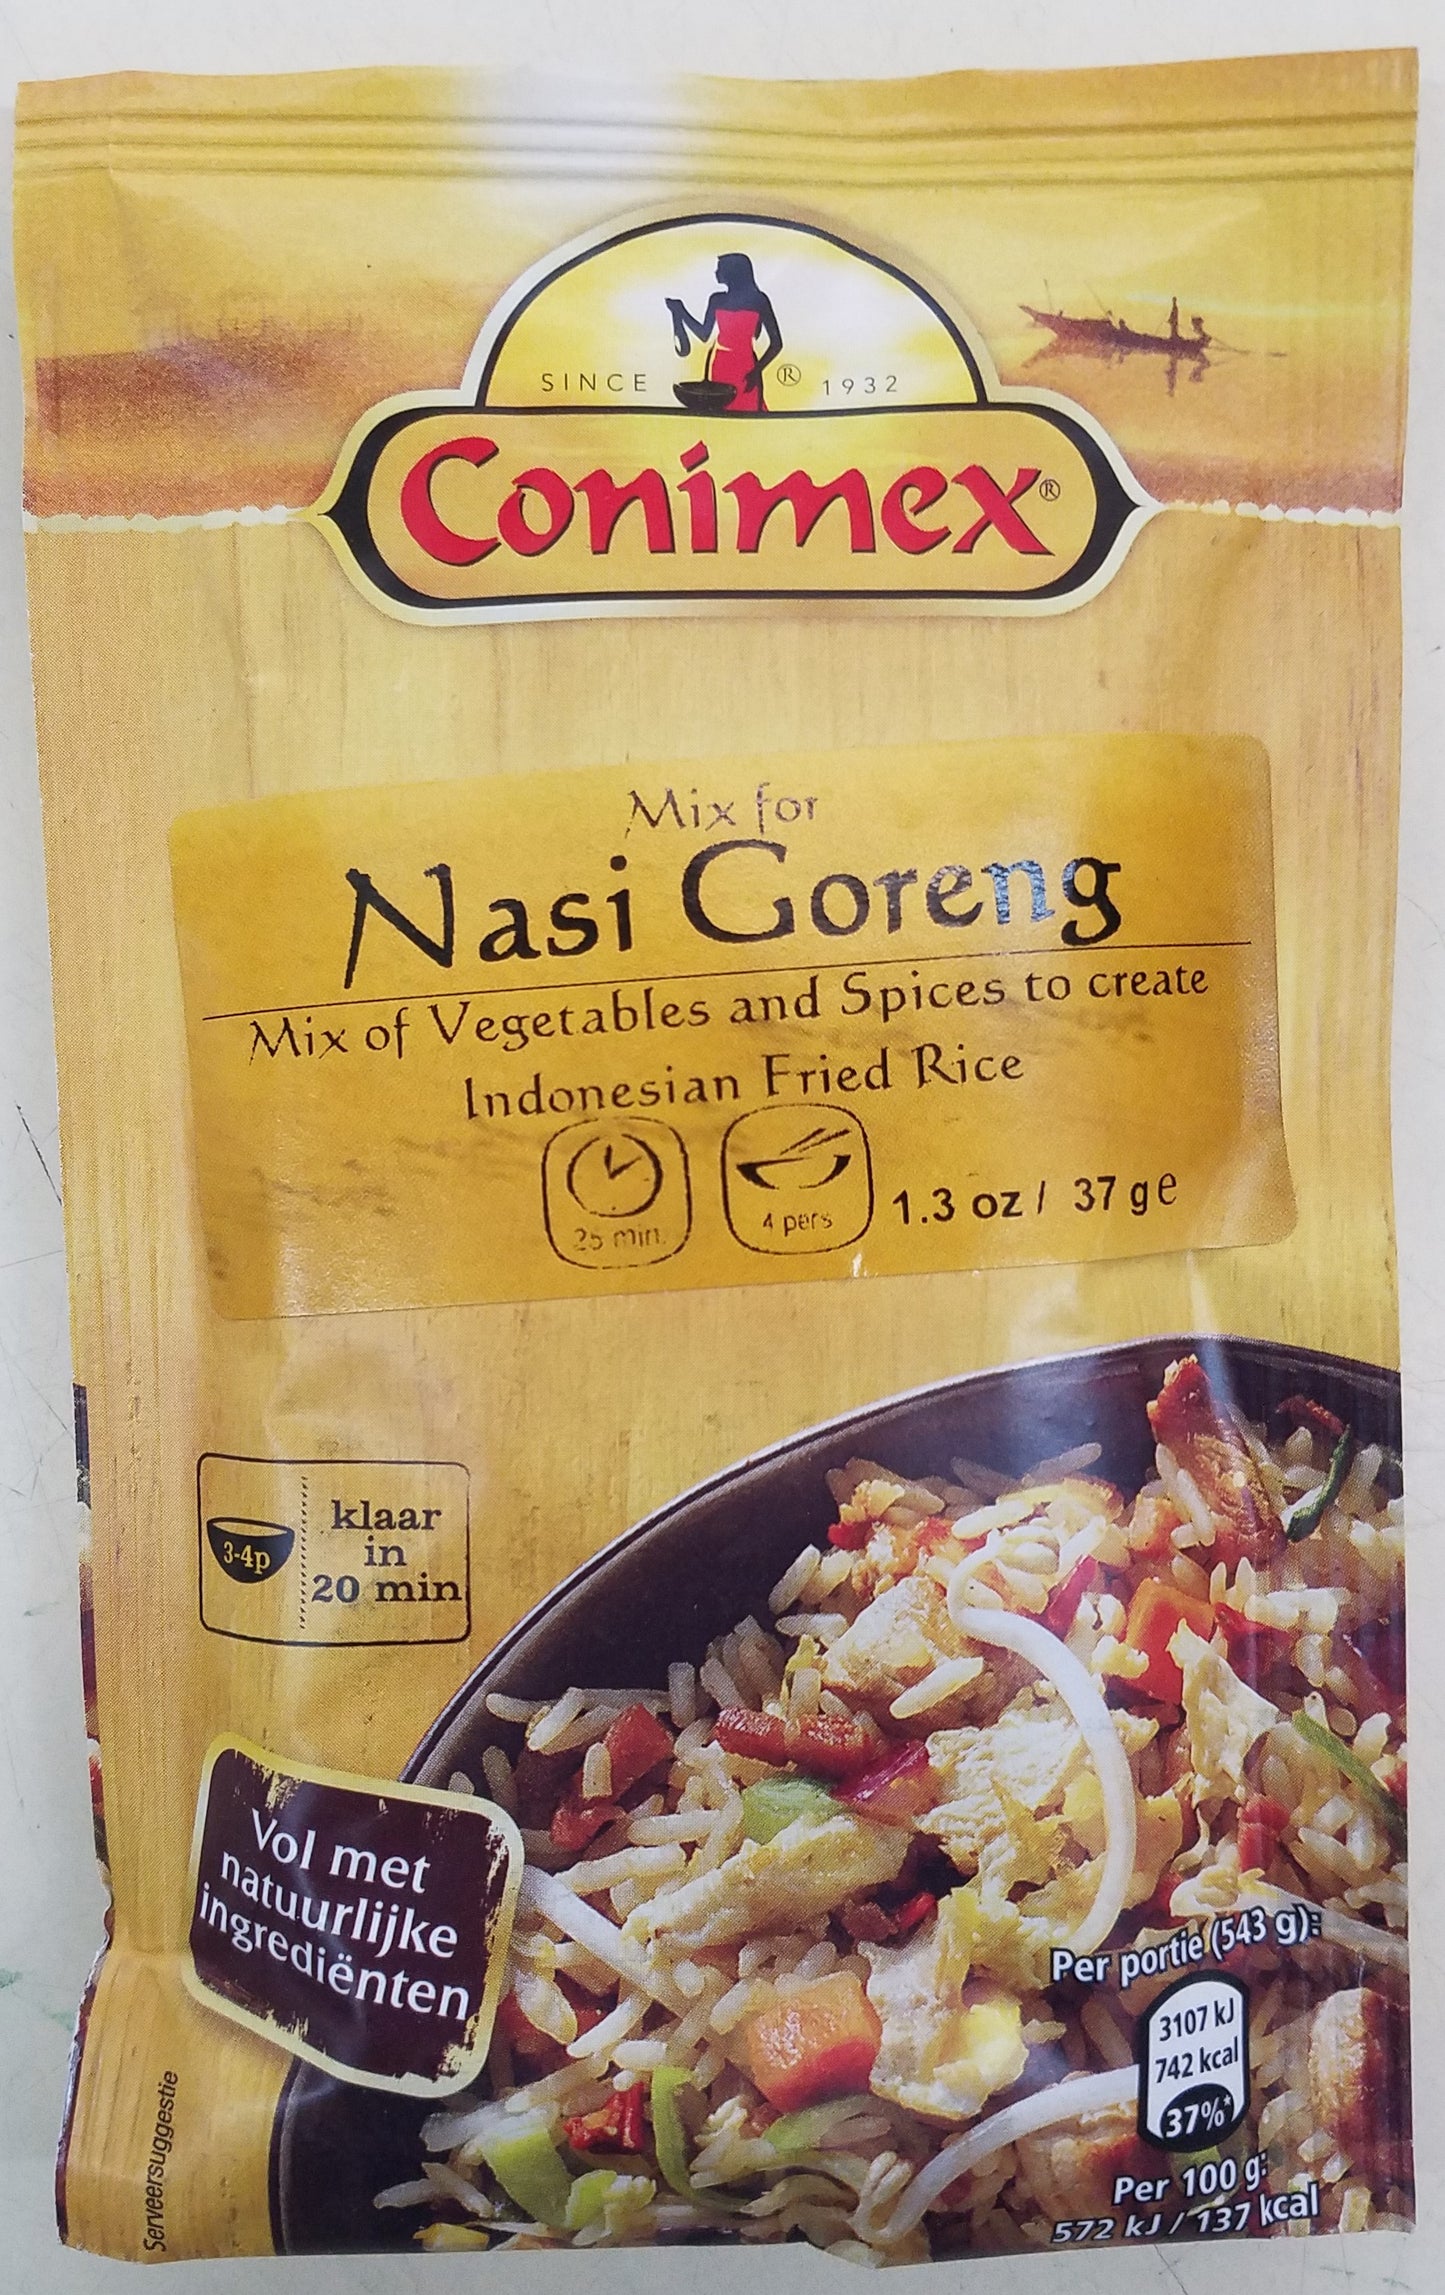 SINCE ® 1932
Conimex®
Mix for
Nasi Goreng
Mix of Vegetables and Spices to create
Indonesian Fried Rice
25 min.
4 pers
1.3 oz / 37 g e
3-4p
klaar
in
20 min
Vol met
natuurlijke
ingrediënten
Per portie (543 g):
3107 kJ
742 kcal
37%*
Per 100 g:
572 kJ / 137 kcal
Serveersuggestie